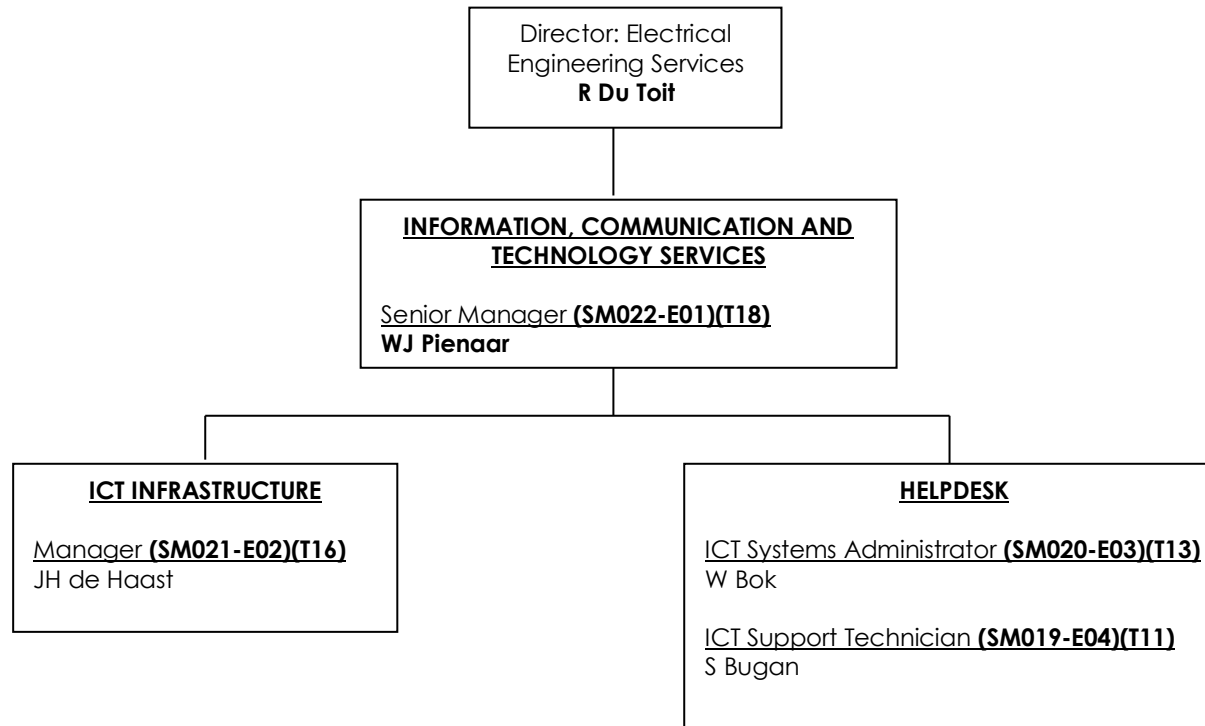 Director: Electrical
Engineering Services
R Du Toit
INFORMATION, COMMUNICATION AND
TECHNOLOGY SERVICES
Senior Manager (SM022-E01)(T18)
WJ Pienaar
ICT INFRASTRUCTURE
Manager (SM021-E02)(T16)
JH de Haast
HELPDESK
ICT Systems Administrator (SM020-E03)(T13)
W Bok
ICT Support Technician (SM019-E04)(T11)
S Bugan